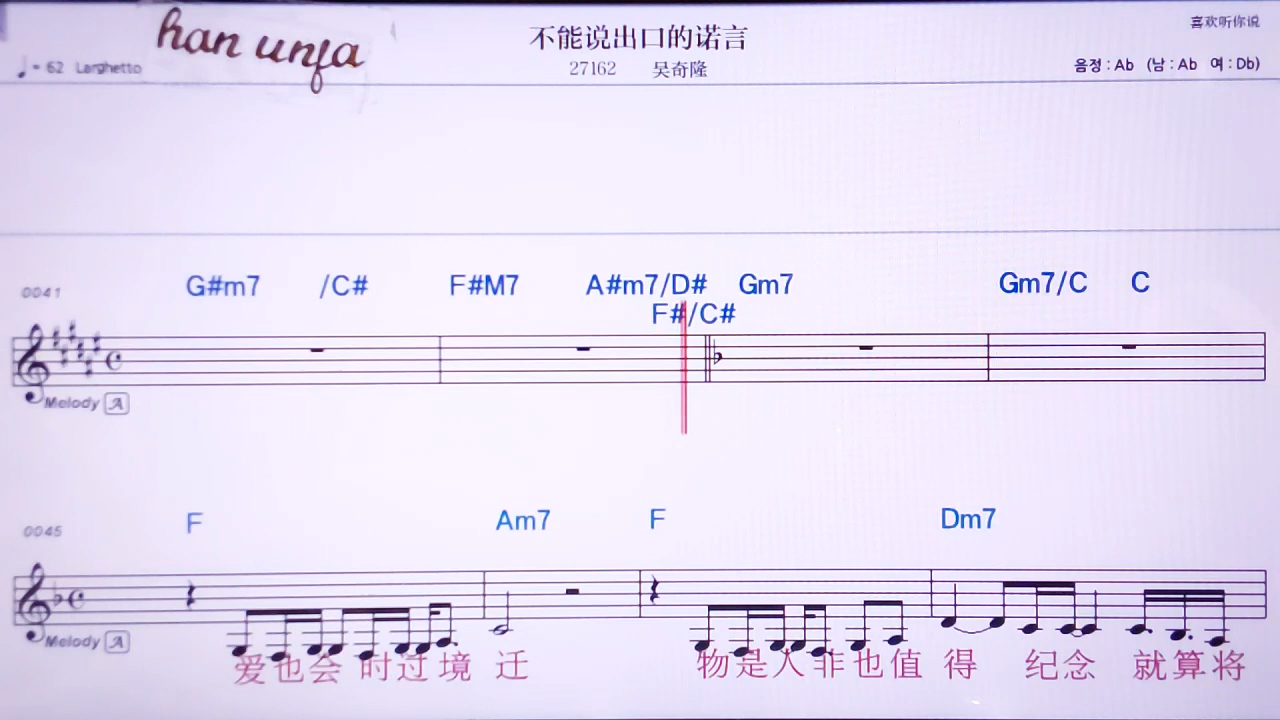 han unfa
不能说出口的诺言
喜欢听你说
♩ = 62 Larghetto
27162 吴奇隆
음정 : Ab (남 : Ab 여 : Db)
G#m7 /C# F#M7 A#m7/D# Gm7 Gm7/C C
F#/C#
0041
Melody A
F Am7 F Dm7
0045
Melody A
爱也会时过境迁 物是人非也值得 纪念 就算将